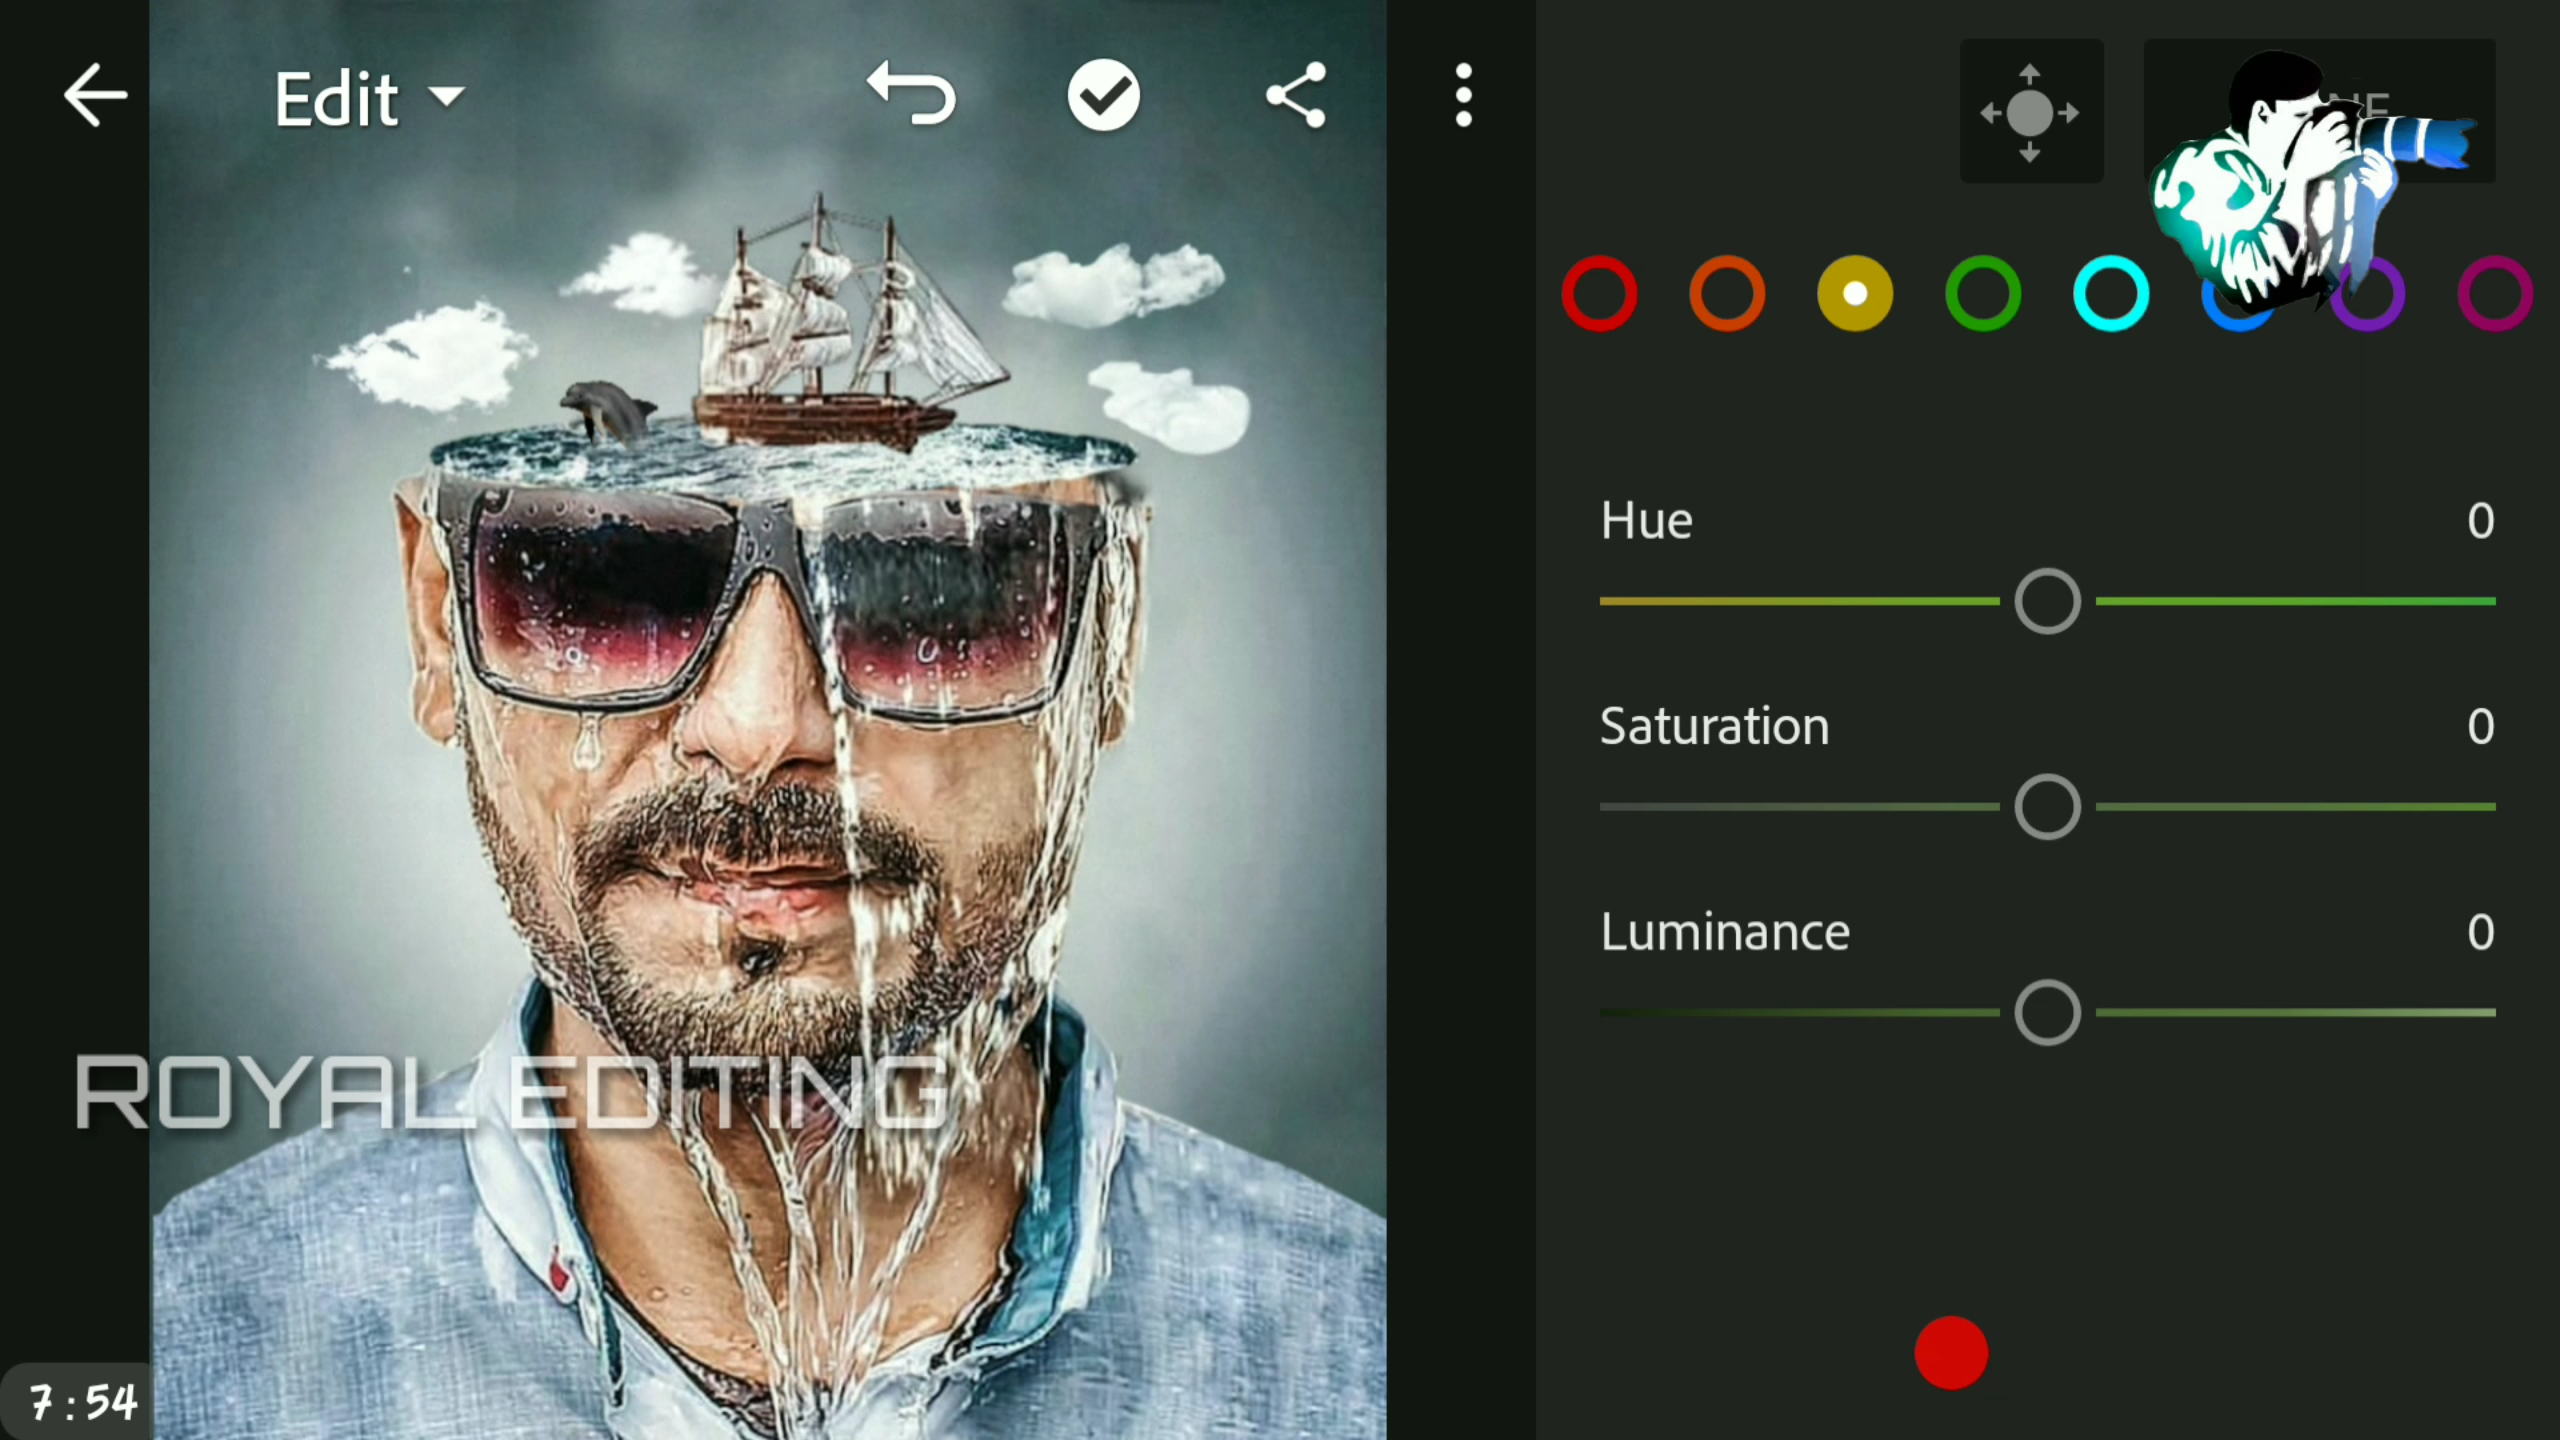 Edit
Hue 0
Saturation 0
Luminance 0
ROYAL EDITING
7:54